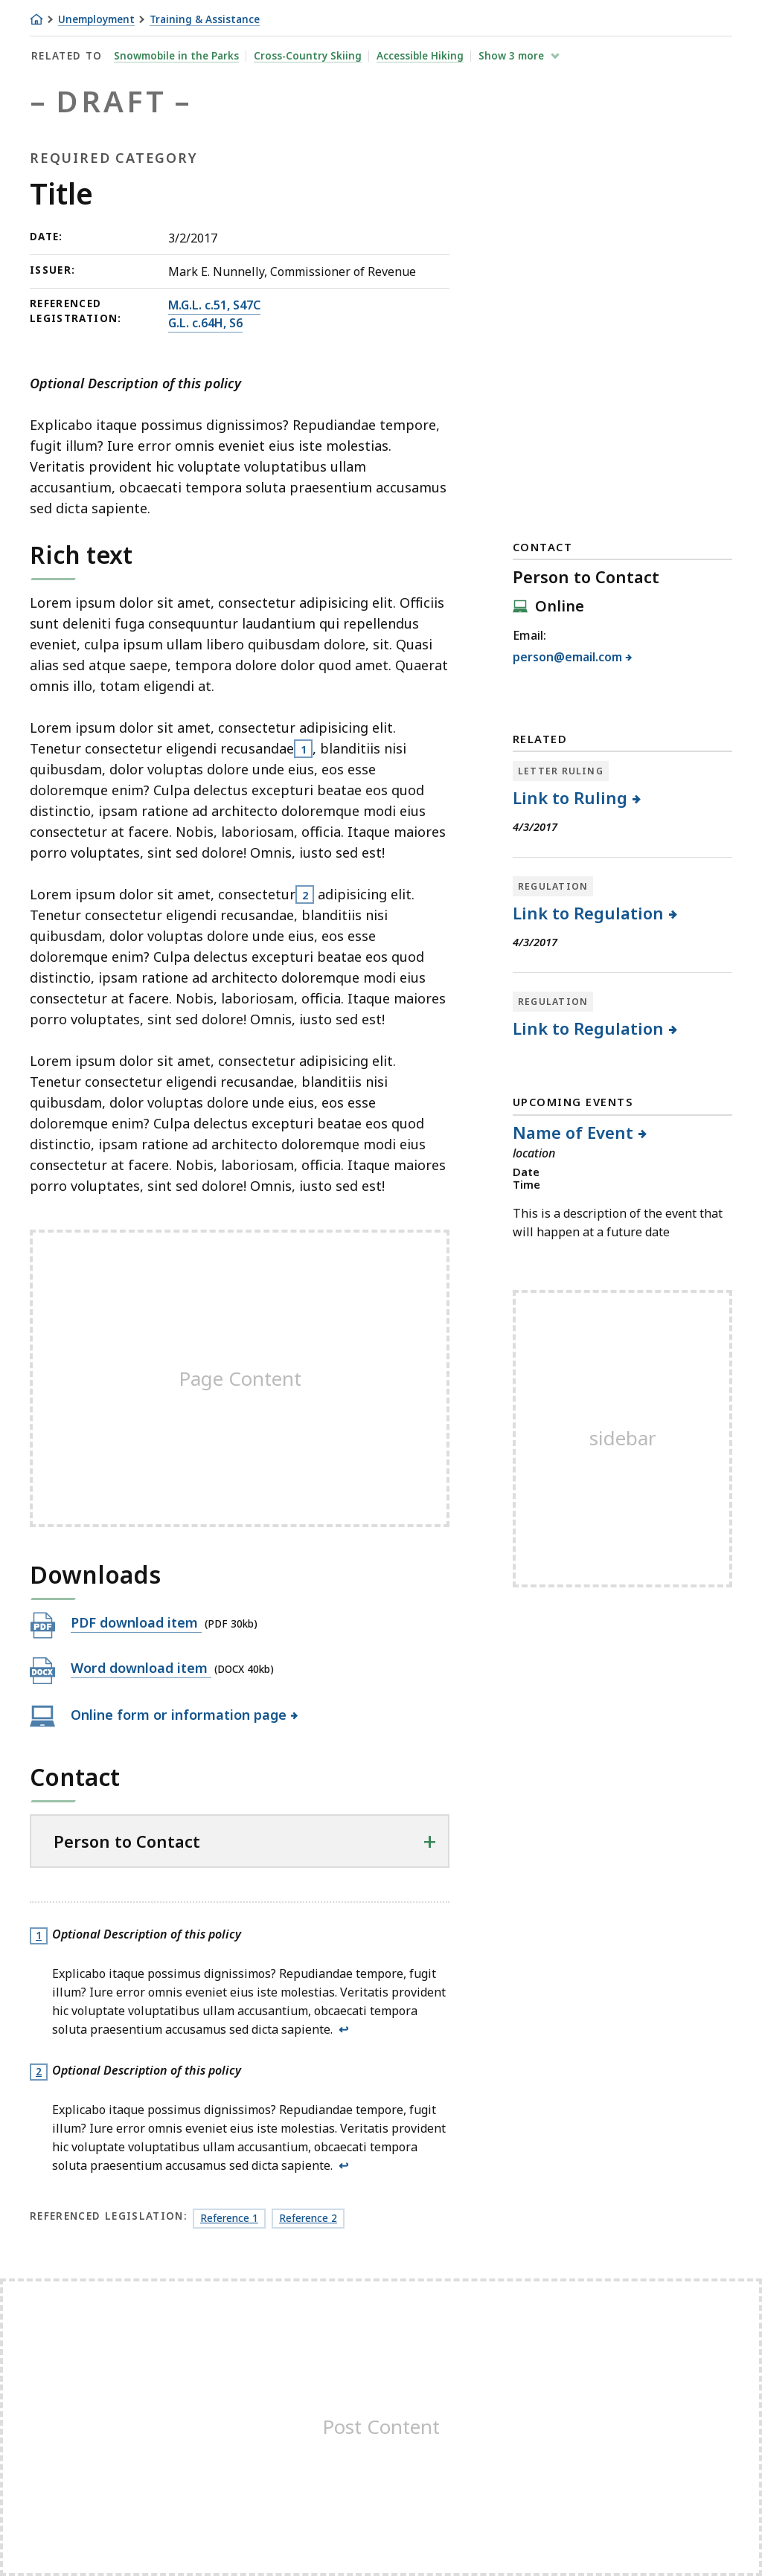 Unemployment Training & Assistance
RELATED TO Snowmobile in the Parks Cross-Country Skiing Accessible Hiking Show 3 more
– DRAFT –
REQUIRED CATEGORY
Title
DATE: 3/2/2017
ISSUER: Mark E. Nunnelly, Commissioner of Revenue
REFERENCED
LEGISTRATION:
M.G.L. c.51, S47C
G.L. c.64H, S6
Optional Description of this policy
Explicabo itaque possimus dignissimos? Repudiandae tempore,
fugit illum? Iure error omnis eveniet eius iste molestias.
Veritatis provident hic voluptate voluptatibus ullam
accusantium, obcaecati tempora soluta praesentium accusamus
sed dicta sapiente.
Rich text
Lorem ipsum dolor sit amet, consectetur adipisicing elit. Officiis
sunt deleniti fuga consequuntur laudantium qui repellendus
eveniet, culpa ipsum ullam libero quibusdam dolore, sit. Quasi
alias sed atque saepe, tempora dolore dolor quod amet. Quaerat
omnis illo, totam eligendi at.
Lorem ipsum dolor sit amet, consectetur adipisicing elit.
Tenetur consectetur eligendi recusandae 1 , blanditiis nisi
quibusdam, dolor voluptas dolore unde eius, eos esse
doloremque enim? Culpa delectus excepturi beatae eos quod
distinctio, ipsam ratione ad architecto doloremque modi eius
consectetur at facere. Nobis, laboriosam, officia. Itaque maiores
porro voluptates, sint sed dolore! Omnis, iusto sed est!
Lorem ipsum dolor sit amet, consectetur 2 adipisicing elit.
Tenetur consectetur eligendi recusandae, blanditiis nisi
quibusdam, dolor voluptas dolore unde eius, eos esse
doloremque enim? Culpa delectus excepturi beatae eos quod
distinctio, ipsam ratione ad architecto doloremque modi eius
consectetur at facere. Nobis, laboriosam, officia. Itaque maiores
porro voluptates, sint sed dolore! Omnis, iusto sed est!
Lorem ipsum dolor sit amet, consectetur adipisicing elit.
Tenetur consectetur eligendi recusandae, blanditiis nisi
quibusdam, dolor voluptas dolore unde eius, eos esse
doloremque enim? Culpa delectus excepturi beatae eos quod
distinctio, ipsam ratione ad architecto doloremque modi eius
consectetur at facere. Nobis, laboriosam, officia. Itaque maiores
porro voluptates, sint sed dolore! Omnis, iusto sed est!
Page Content
Downloads
PDF PDF download item (PDF 30kb)
DOCX Word download item (DOCX 40kb)
Online form or information page
Contact
Person to Contact +
1 Optional Description of this policy
Explicabo itaque possimus dignissimos? Repudiandae tempore, fugit
illum? Iure error omnis eveniet eius iste molestias. Veritatis provident
hic voluptate voluptatibus ullam accusantium, obcaecati tempora
soluta praesentium accusamus sed dicta sapiente. ↩
2 Optional Description of this policy
Explicabo itaque possimus dignissimos? Repudiandae tempore, fugit
illum? Iure error omnis eveniet eius iste molestias. Veritatis provident
hic voluptate voluptatibus ullam accusantium, obcaecati tempora
soluta praesentium accusamus sed dicta sapiente. ↩
REFERENCED LEGISLATION: Reference 1 Reference 2
CONTACT
Person to Contact
Online
Email:
person@email.com
RELATED
LETTER RULING
Link to Ruling
4/3/2017
REGULATION
Link to Regulation
4/3/2017
REGULATION
Link to Regulation
UPCOMING EVENTS
Name of Event
location
Date
Time
This is a description of the event that
will happen at a future date
sidebar
Post Content